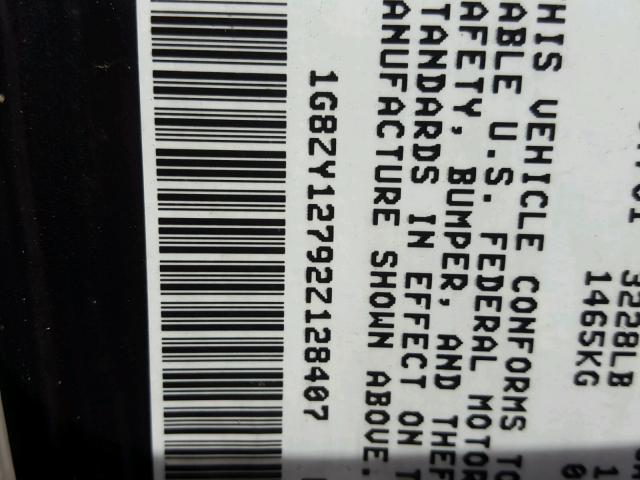 3228LB
1465KG
THIS VEHICLE CONFORMS TO
ABLE U.S. FEDERAL MOTOR
AFETY, BUMPER, AND THEF
TANDARDS IN EFFECT ON T
ANUFACTURE SHOWN ABOVE.
1G8ZY12792Z128407